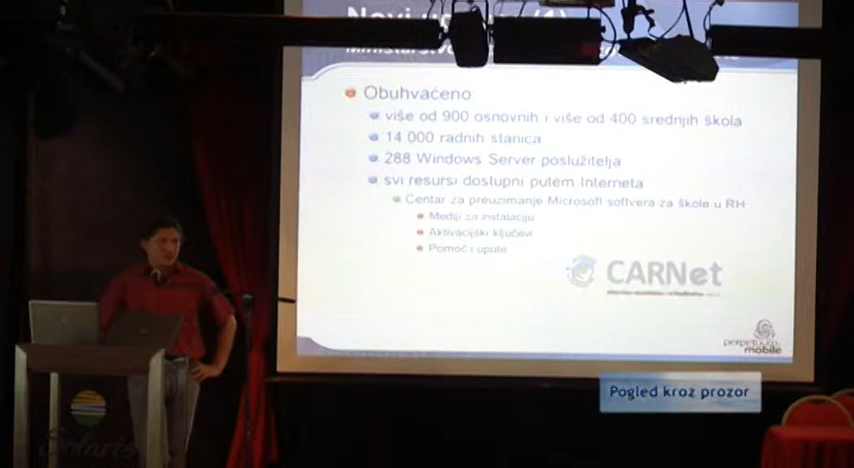 Obuhvaćeno:
više od 900 osnovnih i više od 400 srednjih škola
14 000 radnih stanica
288 Windows Server poslužitelja
svi resursi dostupni putem Interneta
Centar za preuzimanje Microsoft softvera za škole u RH
Mediji za instalaciju
Aktivacijski ključevi
Pomoć i upute
CARNet
perpetuum
mobile
Pogled kroz prozor
Solaris